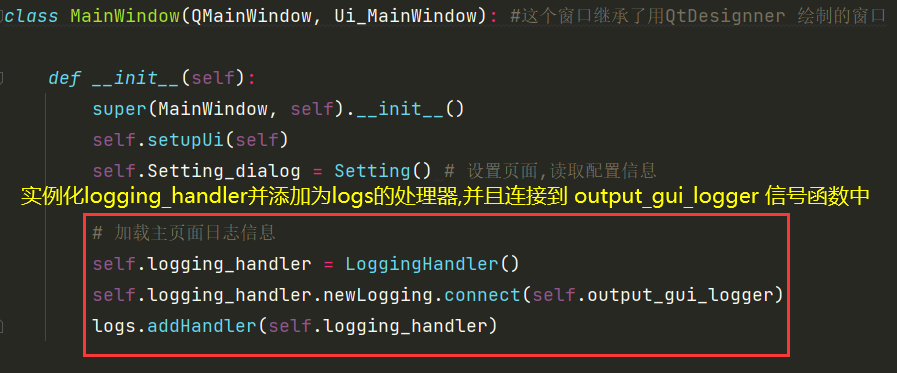 class MainWindow(QMainWindow, Ui_MainWindow): #这个窗口继承了用QtDesignner 绘制的窗口
def __init__(self):
super(MainWindow, self).__init__()
self.setupUi(self)
self.Setting_dialog = Setting() # 设置页面,读取配置信息
实例化logging_handler并添加为logs的处理器,并且连接到 output_gui_logger 信号函数中
# 加载主页面日志信息
self.logging_handler = LoggingHandler()
self.logging_handler.newLogging.connect(self.output_gui_logger)
logs.addHandler(self.logging_handler)